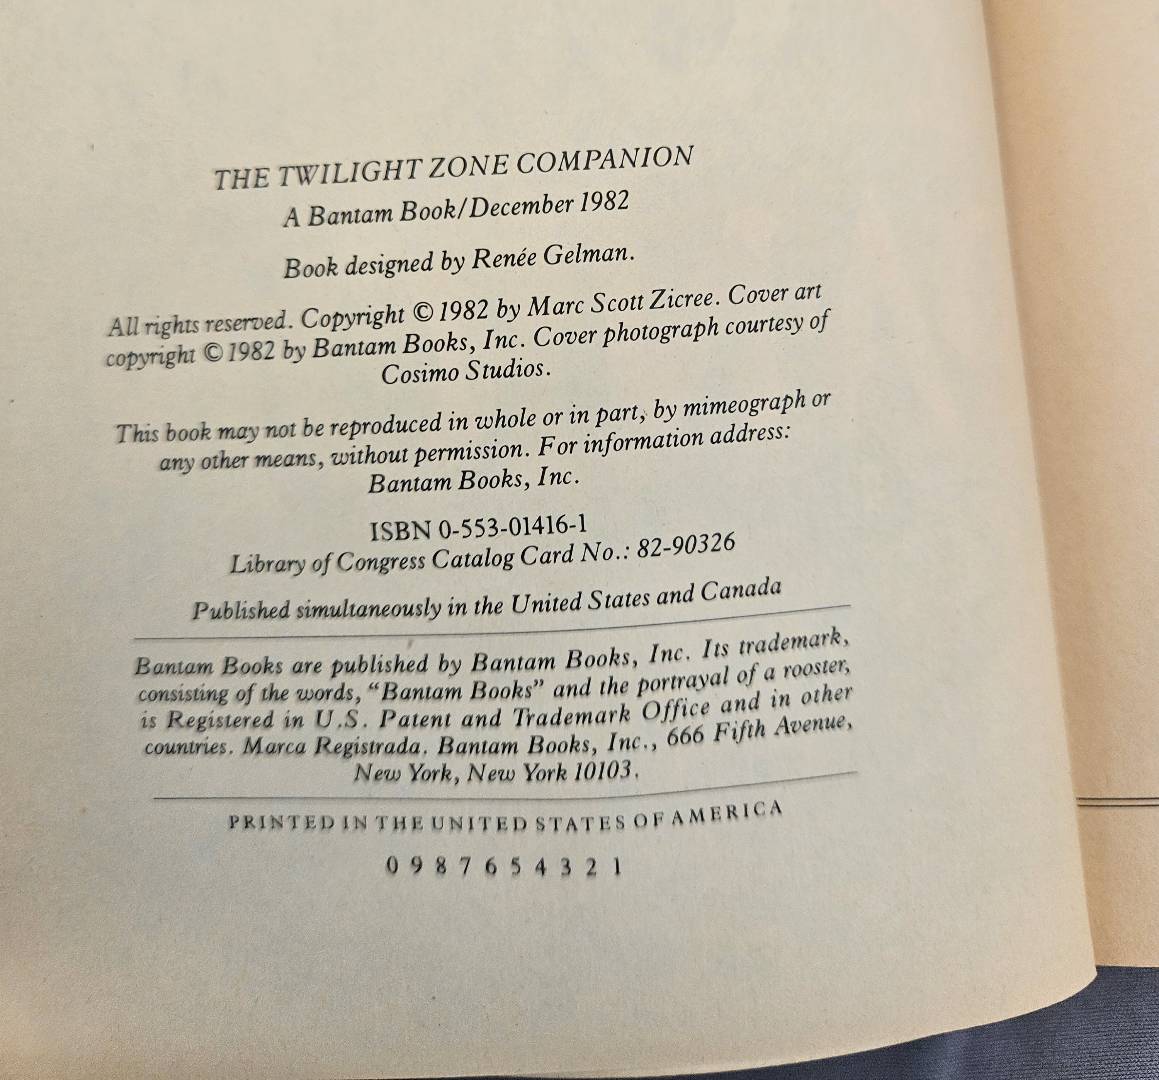 THE TWILIGHT ZONE COMPANION
A Bantam Book/December 1982
Book designed by Renée Gelman.
All rights reserved. Copyright © 1982 by Marc Scott Zicree. Cover art
copyright © 1982 by Bantam Books, Inc. Cover photograph courtesy of
Cosimo Studios.
This book may not be reproduced in whole or in part, by mimeograph or
any other means, without permission. For information address:
Bantam Books, Inc.
ISBN 0-553-01416-1
Library of Congress Catalog Card No.: 82-90326
Published simultaneously in the United States and Canada
Bantam Books are published by Bantam Books, Inc. Its trademark,
consisting of the words, “Bantam Books” and the portrayal of a rooster,
is Registered in U.S. Patent and Trademark Office and in other
countries. Marca Registrada. Bantam Books, Inc., 666 Fifth Avenue,
New York, New York 10103.
PRINTED IN THE UNITED STATES OF AMERICA
0 9 8 7 6 5 4 3 2 1